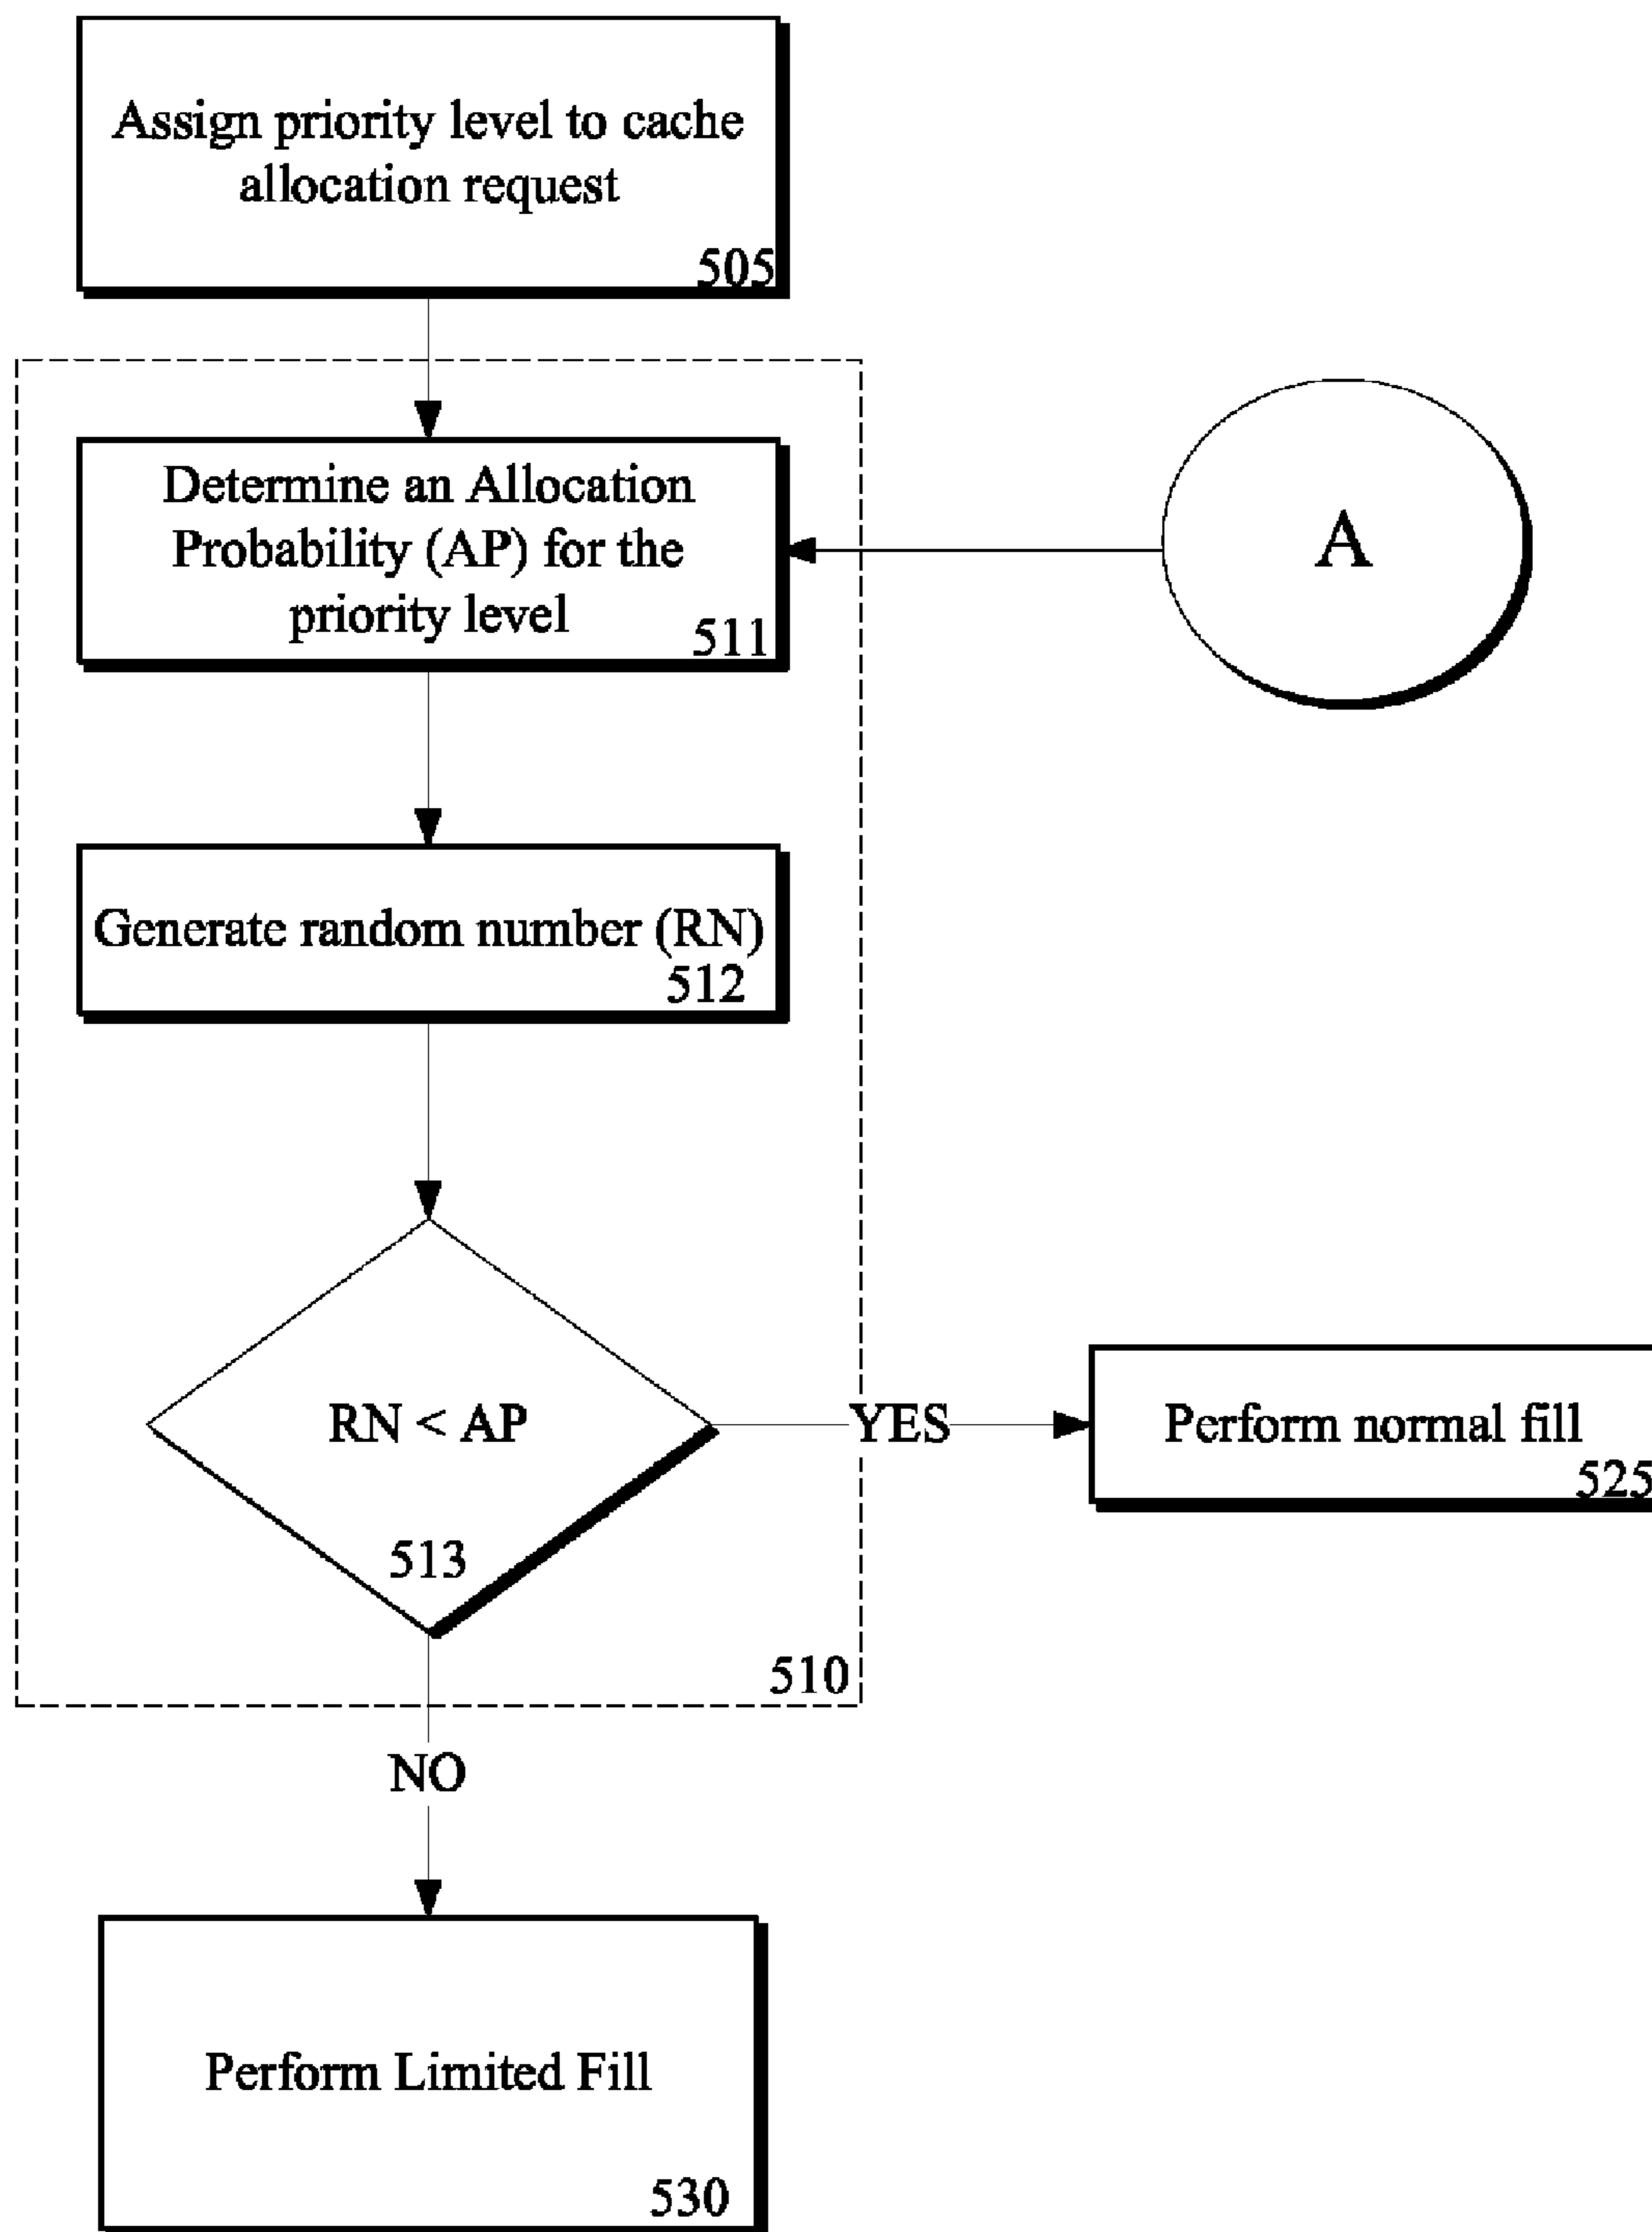 Assign priority level to cache
allocation request
505
Determine an Allocation
Probability (AP) for the
priority level
511
A
Generate random number (RN)
512
RN < AP
513
YES
Perform normal fill
525
510
NO
Perform Limited Fill
530